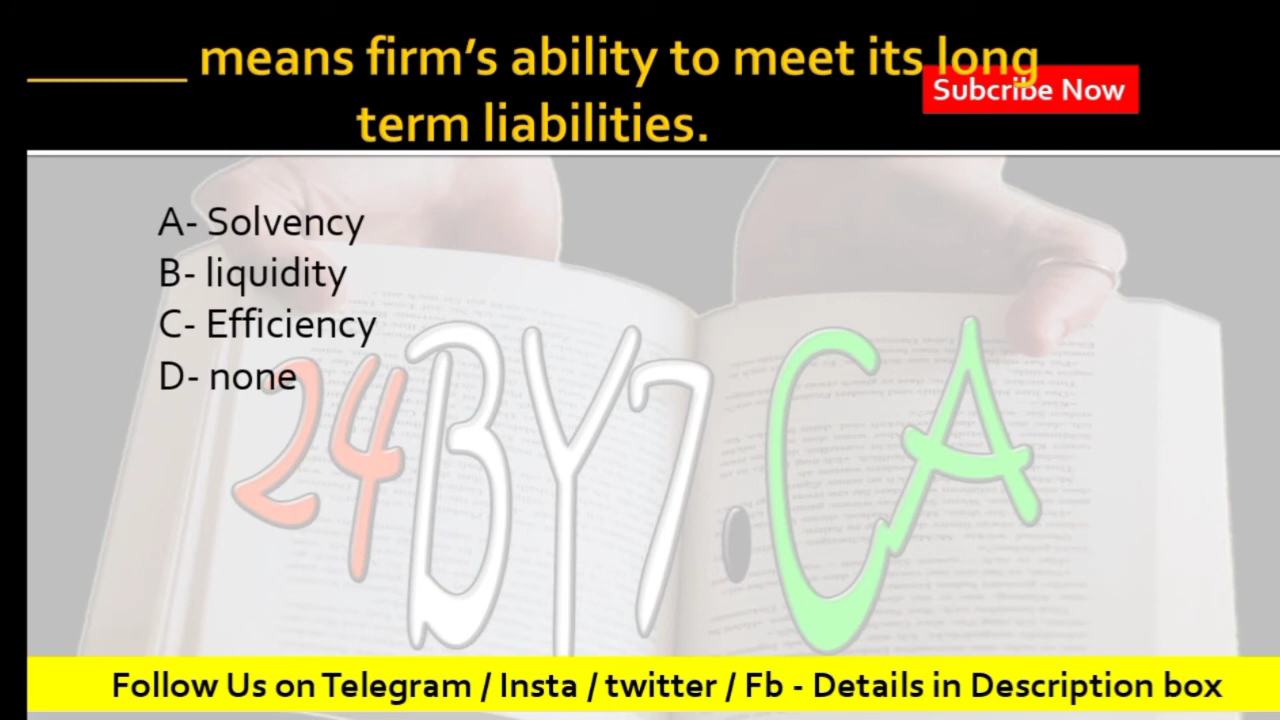 ______ means firm's ability to meet its long
term liabilities.
Subcribe Now
A- Solvency
B- liquidity
C- Efficiency
D- none
24BY7.CA
Follow Us on Telegram / Insta / twitter / Fb - Details in Description box